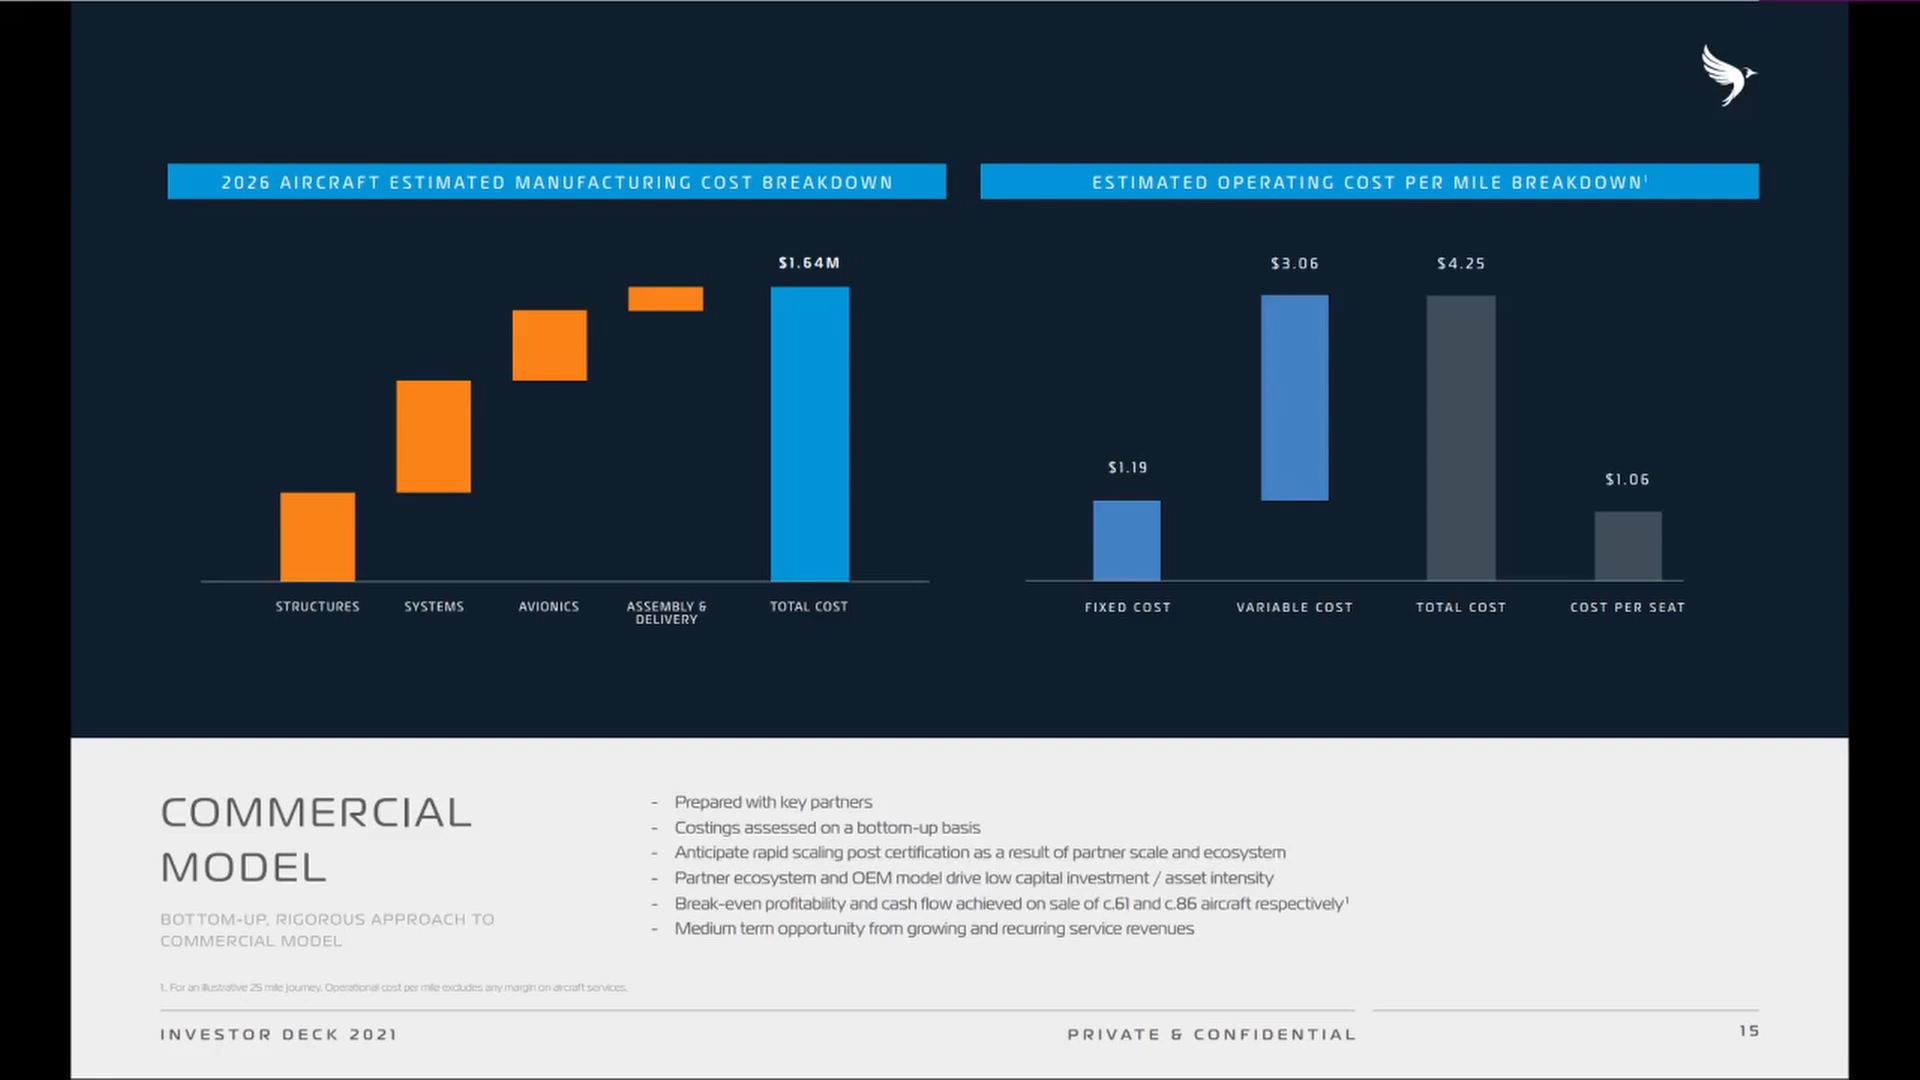 2026 AIRCRAFT ESTIMATED MANUFACTURING COST BREAKDOWN
$1.64M
STRUCTURES
SYSTEMS
AVIONICS
ASSEMBLY &
DELIVERY
TOTAL COST
ESTIMATED OPERATING COST PER MILE BREAKDOWN¹
$1.19
$3.06
$4.25
$1.06
FIXED COST
VARIABLE COST
TOTAL COST
COST PER SEAT
COMMERCIAL
MODEL
BOTTOM-UP, RIGOROUS APPROACH TO
COMMERCIAL MODEL
- Prepared with key partners
- Costings assessed on a bottom-up basis
- Anticipate rapid scaling post certification as a result of partner scale and ecosystem
- Partner ecosystem and OEM model drive low capital investment / asset intensity
- Break-even profitability and cash flow achieved on sale of c.61 and c.86 aircraft respectively¹
- Medium term opportunity from growing and recurring service revenues
1. For an illustrative 25 mile journey. Operational cost per mile excludes any margin on aircraft services.
INVESTOR DECK 2021
PRIVATE & CONFIDENTIAL
15